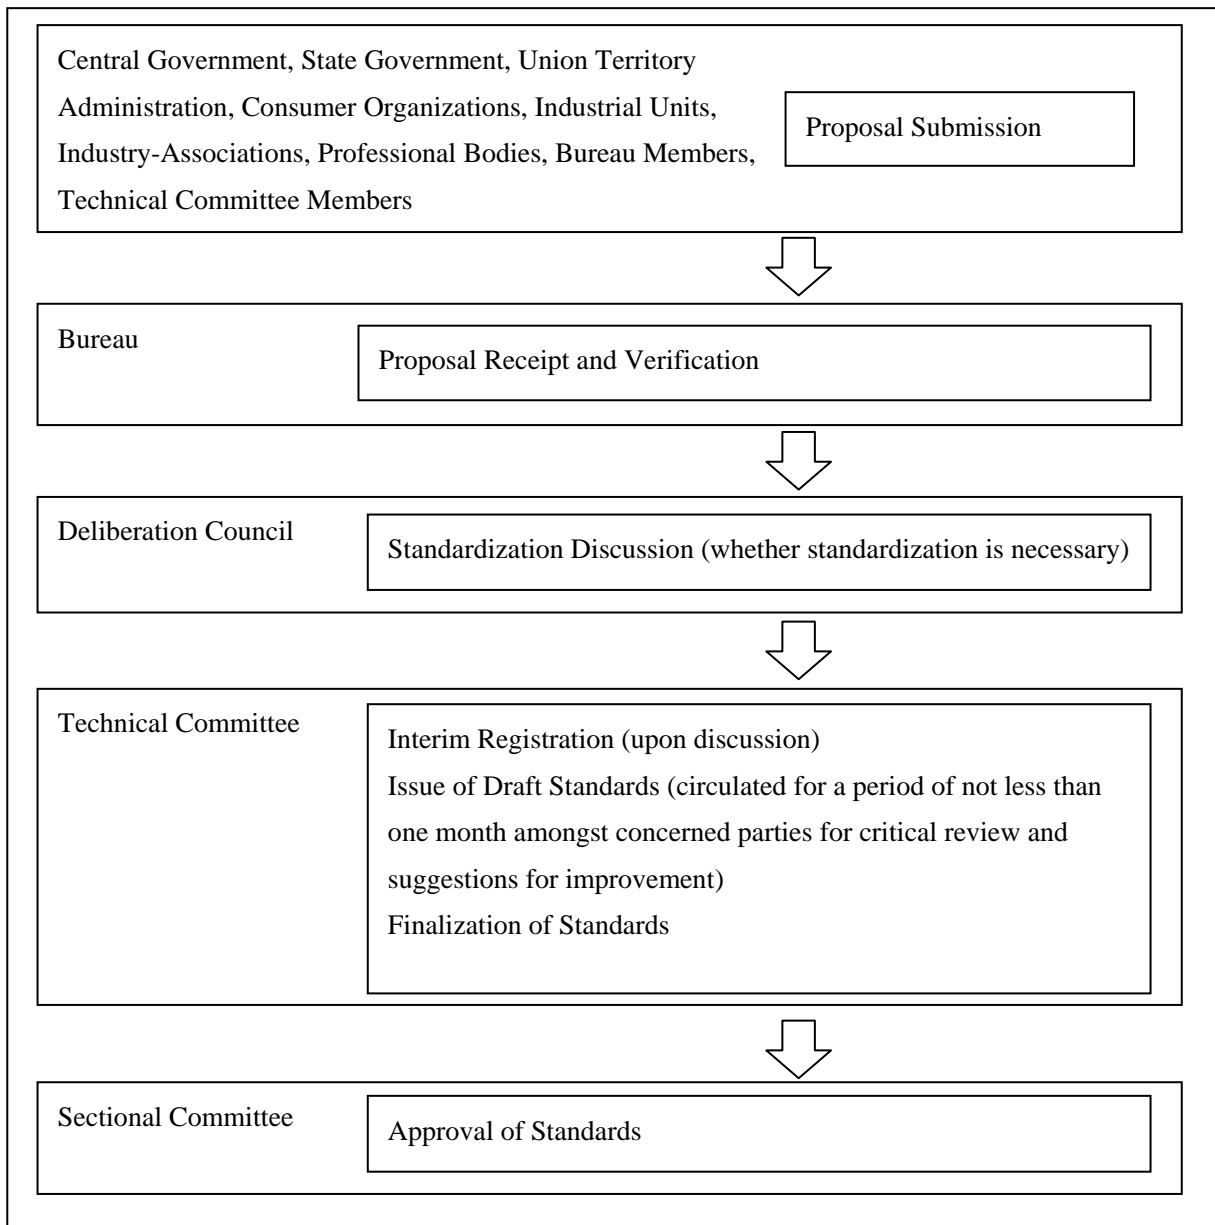 Central Government, State Government, Union Territory
Administration, Consumer Organizations, Industrial Units,
Industry-Associations, Professional Bodies, Bureau Members,
Technical Committee Members
Proposal Submission
Bureau
Proposal Receipt and Verification
Deliberation Council
Standardization Discussion (whether standardization is necessary)
Technical Committee
Interim Registration (upon discussion)
Issue of Draft Standards (circulated for a period of not less than
one month amongst concerned parties for critical review and
suggestions for improvement)
Finalization of Standards
Sectional Committee
Approval of Standards